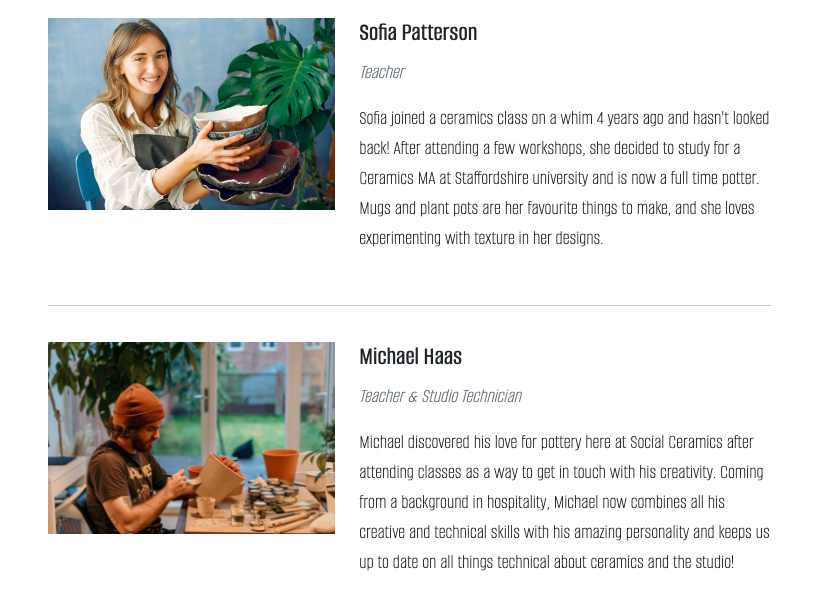 Sofia Patterson
Teacher
Sofia joined a ceramics class on a whim 4 years ago and hasn't looked
back! After attending a few workshops, she decided to study for a
Ceramics MA at Staffordshire university and is now a full time potter.
Mugs and plant pots are her favourite things to make, and she loves
experimenting with texture in her designs.
Michael Haas
Teacher & Studio Technician
Michael discovered his love for pottery here at Social Ceramics after
attending classes as a way to get in touch with his creativity. Coming
from a background in hospitality, Michael now combines all his
creative and technical skills with his amazing personality and keeps us
up to date on all things technical about ceramics and the studio!